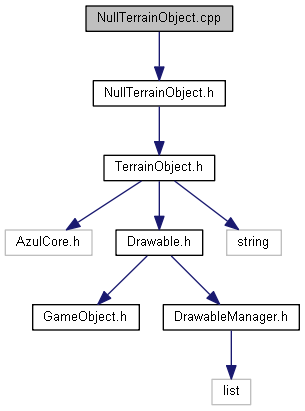 NullTerrainObject.cpp
NullTerrainObject.h
TerrainObject.h
AzulCore.h
Drawable.h
string
GameObject.h
DrawableManager.h
list